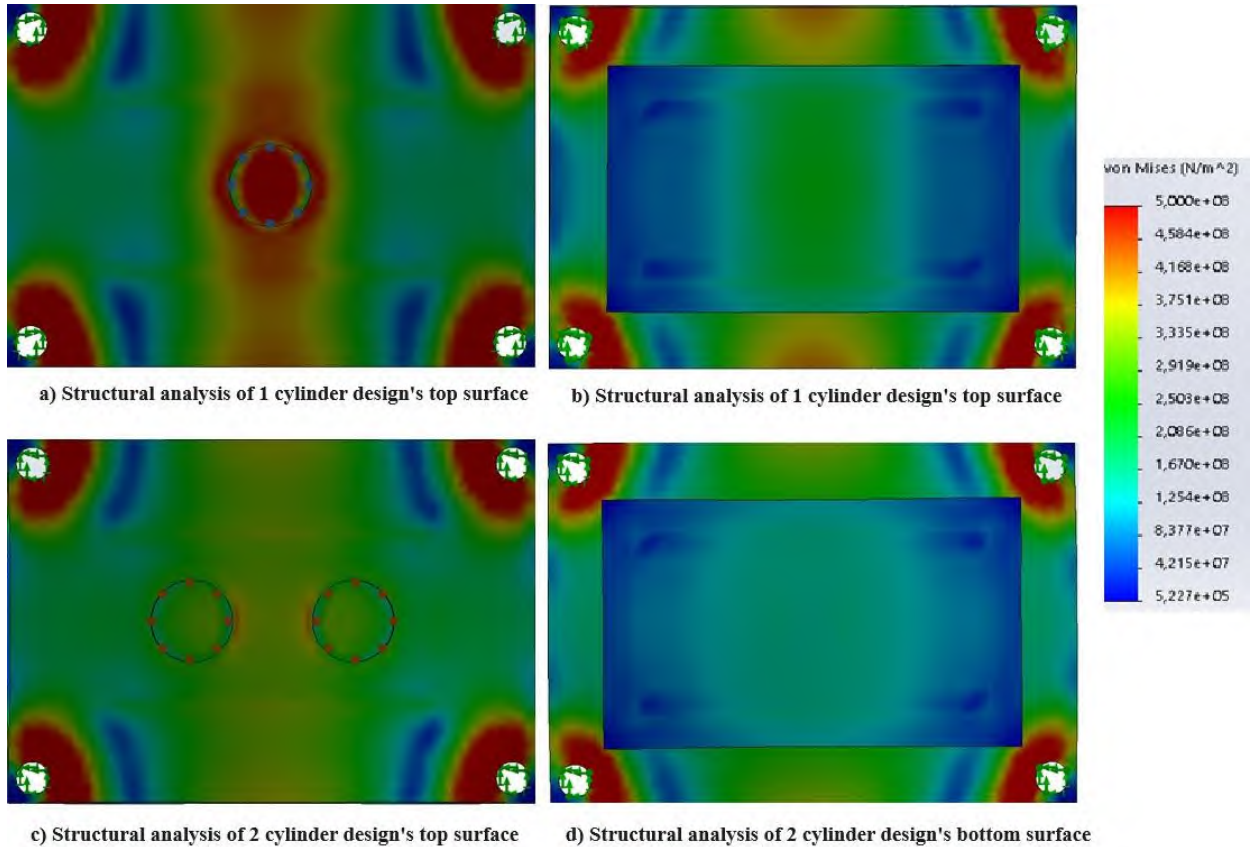 von Mises (N/m^2)
5,000e+08
4,584e+08
4,168e+08
3,751e+08
3,335e+08
2,919e+08
2,503e+08
2,086e+08
1,670e+08
1,254e+08
8,377e+07
4,215e+07
5,227e+05
a) Structural analysis of 1 cylinder design's top surface
b) Structural analysis of 1 cylinder design's top surface
c) Structural analysis of 2 cylinder design's top surface
d) Structural analysis of 2 cylinder design's bottom surface